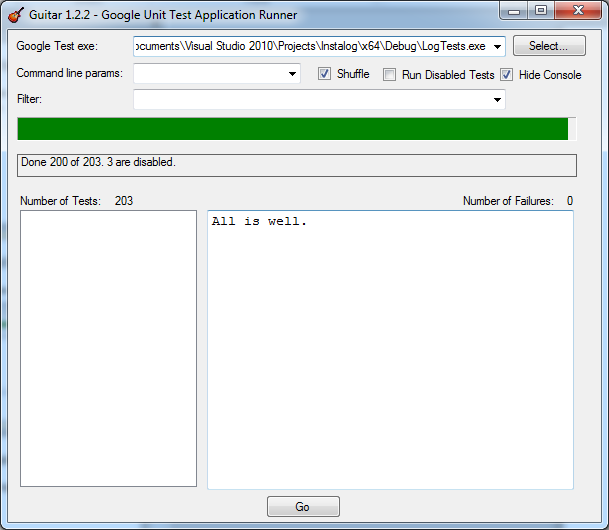 Guitar 1.2.2 - Google Unit Test Application Runner
Google Test exe: ocuments\Visual Studio 2010\Projects\Instalog\x64\Debug\LogTests.exe Select...
Command line params: Shuffle Run Disabled Tests Hide Console
Filter:
Done 200 of 203. 3 are disabled.
Number of Tests: 203 Number of Failures: 0
All is well.
Go